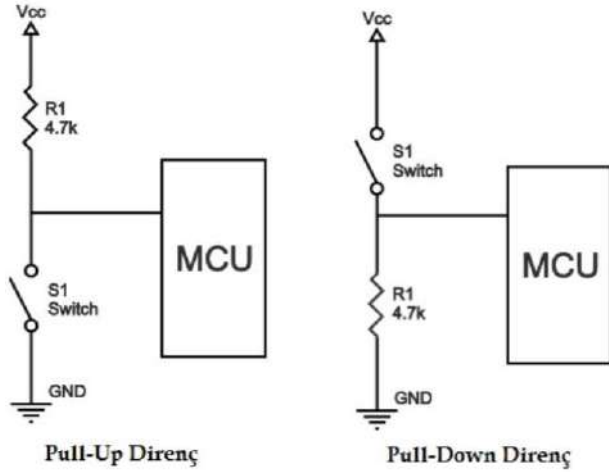 Vcc
R1
4.7k
MCU
S1
Switch
GND
Pull-Up Direnç
Vcc
S1
Switch
MCU
R1
4.7k
GND
Pull-Down Direnç